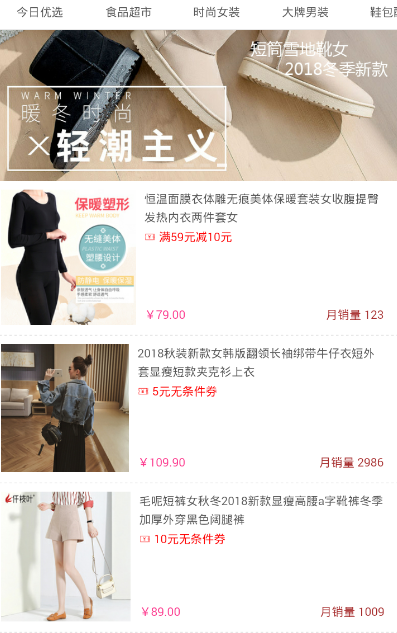 今日优选 食品超市 时尚女装 大牌男装 鞋包配
短筒雪地靴女
2018冬季新款
WARM WINTER
暖冬时尚
×轻潮主义
保暖塑形
无缝美体
塑腰设计
恒温面膜衣体雕无痕美体保暖套装女收腹提臀
发热内衣两件套女
满59元减10元
¥79.00 月销量 123
2018秋装新款女韩版翻领长袖绑带牛仔衣短外
套显瘦短款夹克衫上衣
5元无条件券
¥109.90 月销量 2986
仟桉叶
毛呢短裤女秋冬2018新款显瘦高腰a字靴裤冬季
加厚外穿黑色阔腿裤
10元无条件券
¥89.00 月销量 1009